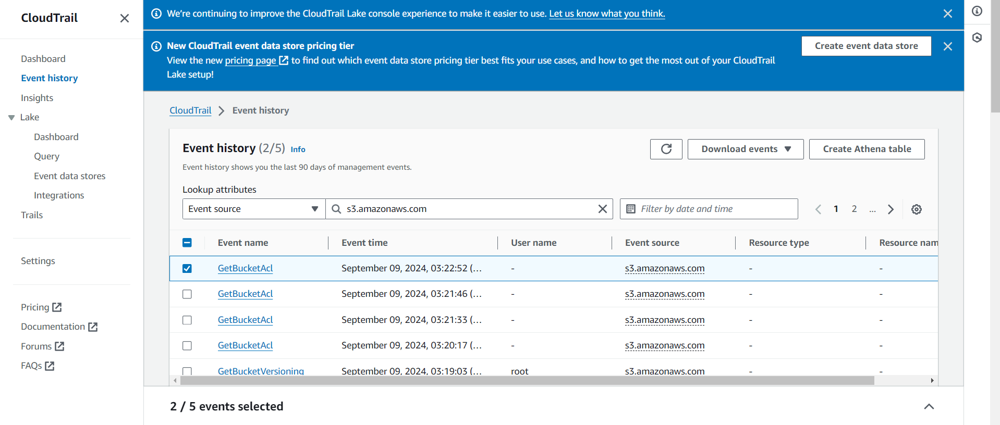 CloudTrail
Dashboard
Event history
Insights
Lake
Dashboard
Query
Event data stores
Integrations
Trails
Settings
Pricing
Documentation
Forums
FAQs
We're continuing to improve the CloudTrail Lake console experience to make it easier to use. Let us know what you think.
New CloudTrail event data store pricing tier
View the new pricing page to find out which event data store pricing tier best fits your use cases, and how to get the most out of your CloudTrail
Lake setup!
Create event data store
CloudTrail > Event history
Event history (2/5) Info
Event history shows you the last 90 days of management events.
Download events
Create Athena table
Lookup attributes
Event source
s3.amazonaws.com
Filter by date and time
1 2 ...
Event name Event time User name Event source Resource type Resource nam
GetBucketAcl September 09, 2024, 03:22:52 (… - s3.amazonaws.com - -
GetBucketAcl September 09, 2024, 03:21:46 (… - s3.amazonaws.com - -
GetBucketAcl September 09, 2024, 03:21:33 (… - s3.amazonaws.com - -
GetBucketAcl September 09, 2024, 03:20:17 (… - s3.amazonaws.com - -
GetBucketVersioning September 09, 2024, 03:19:03 (… root s3.amazonaws.com - -
2 / 5 events selected